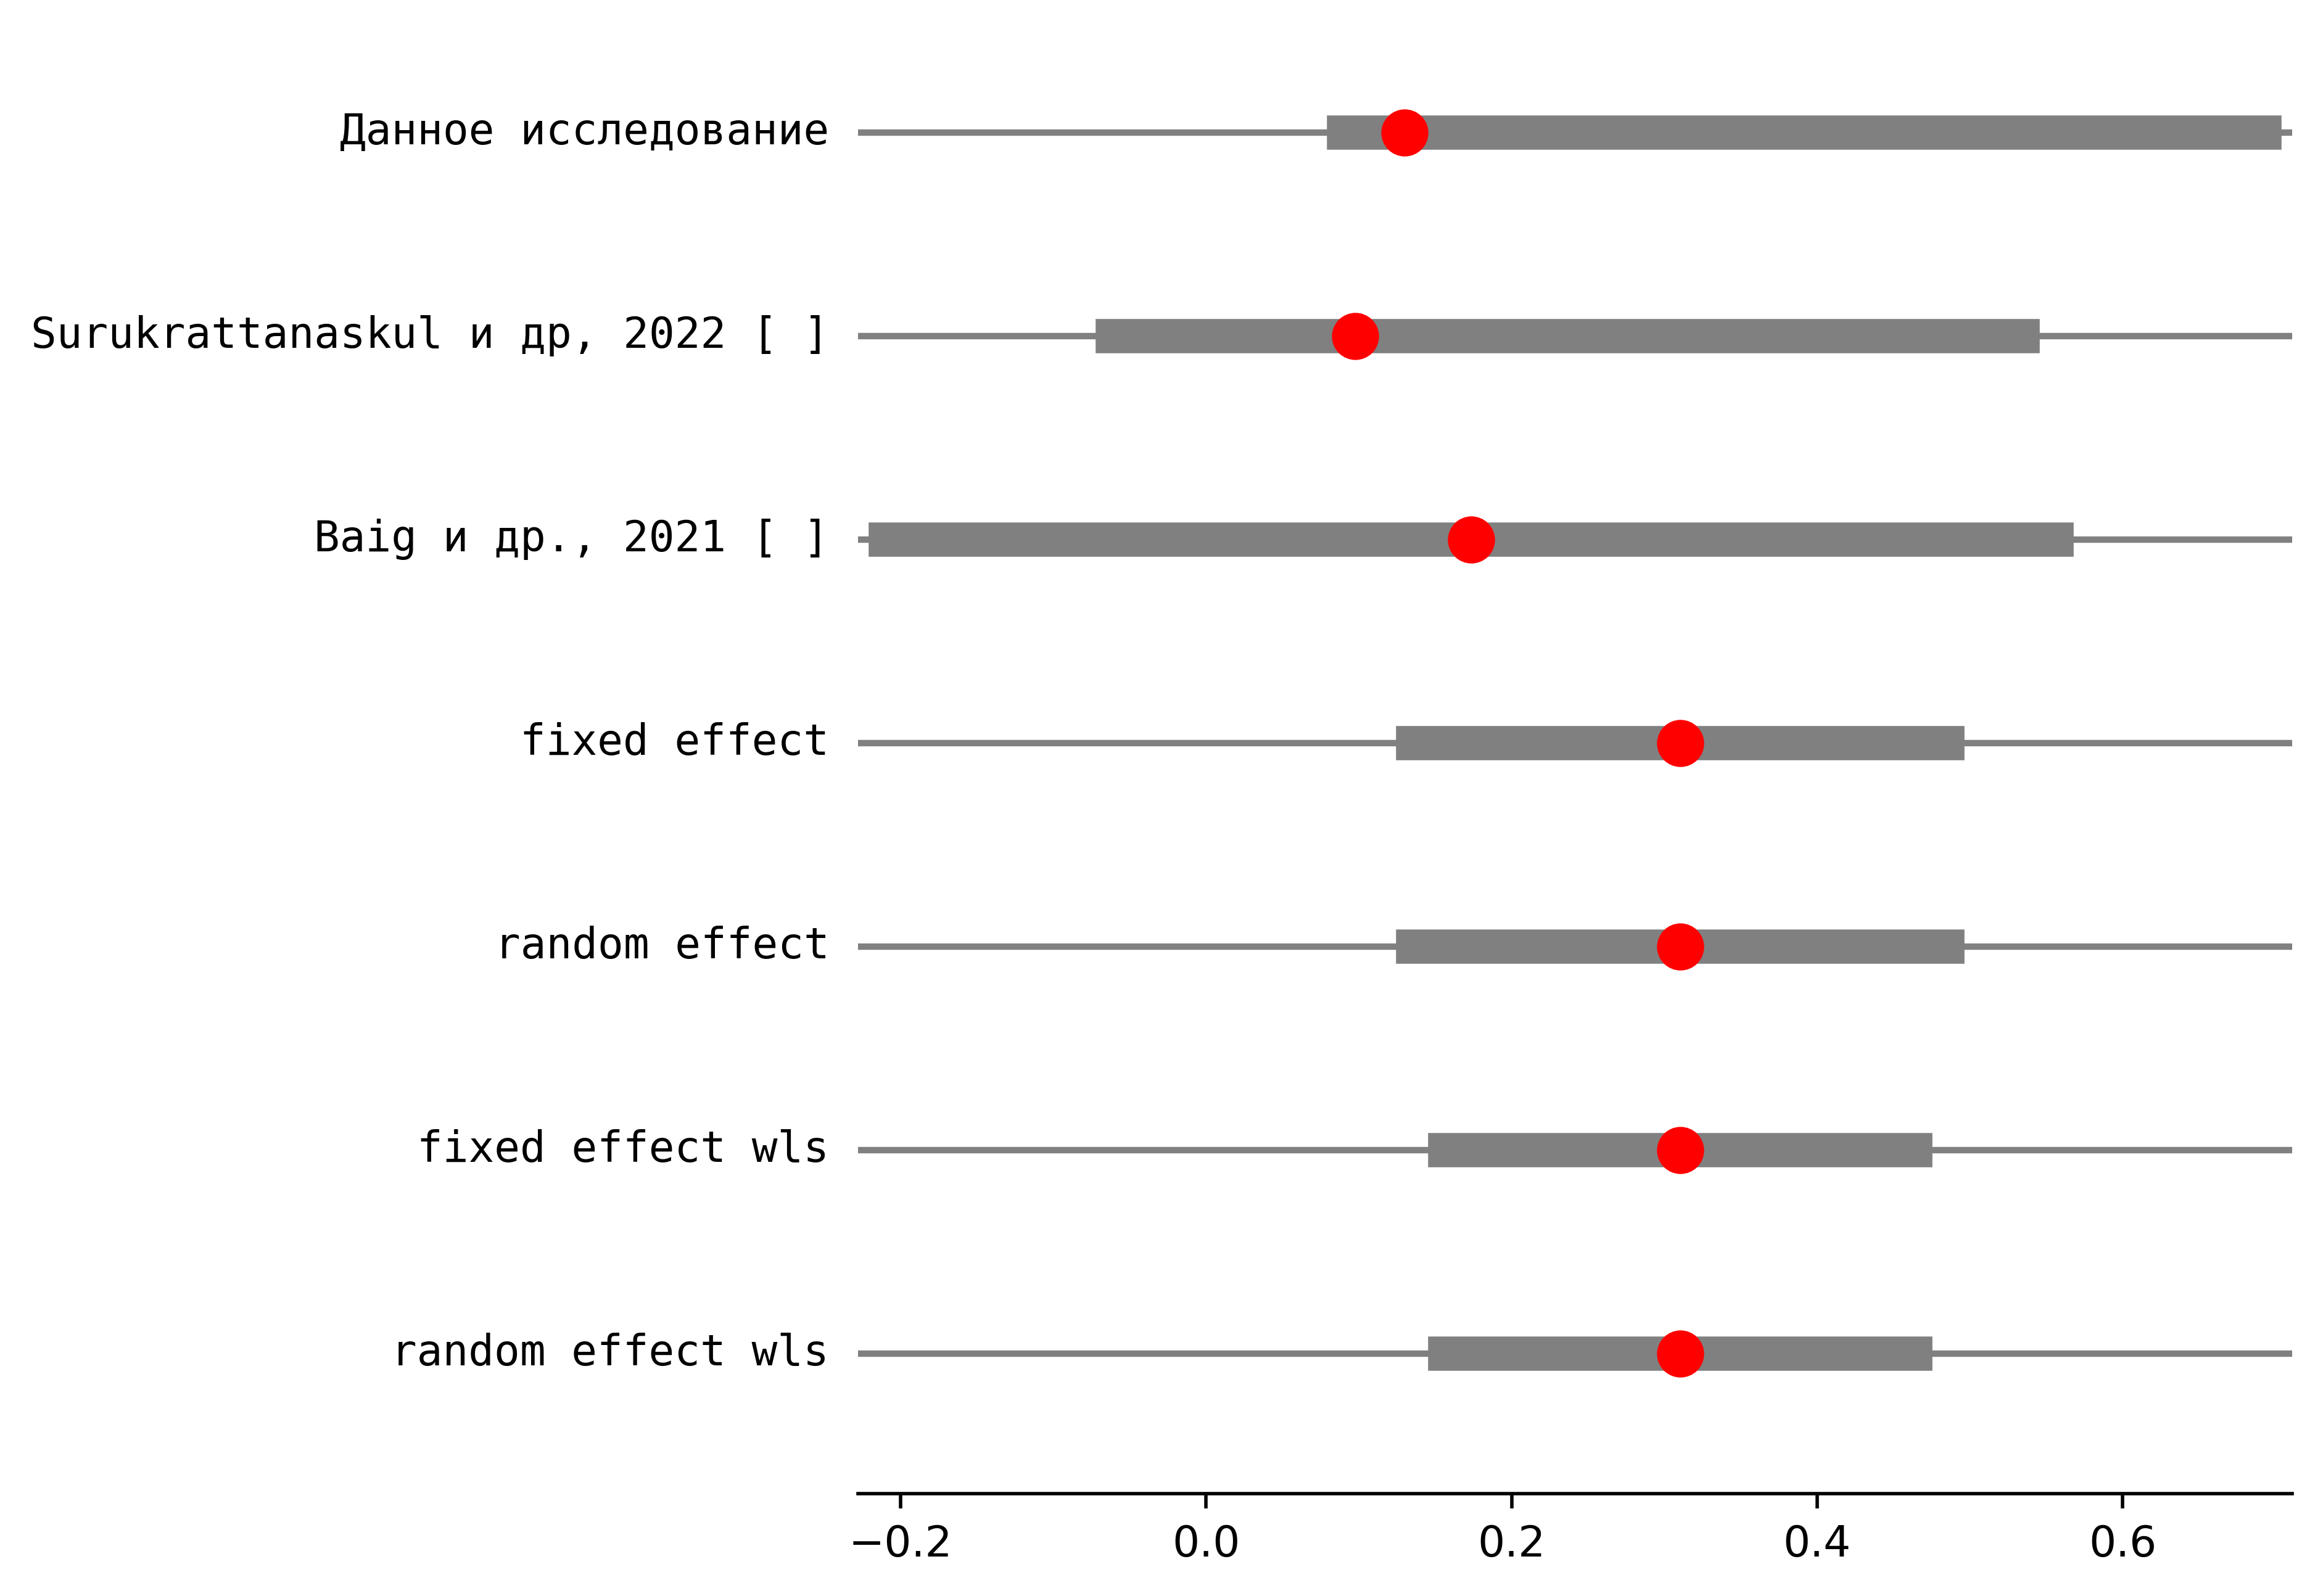 Данное исследование
Surukrattanaskul и др, 2022 [ ]
Baig и др., 2021 [ ]
fixed effect
random effect
fixed effect wls
random effect wls
−0.2 0.0 0.2 0.4 0.6